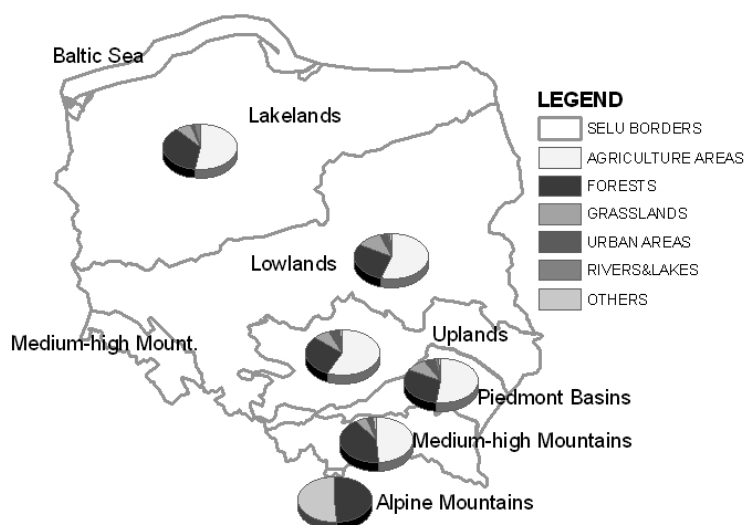 Baltic Sea
Lakelands
Lowlands
Medium-high Mount.
Uplands
Piedmont Basins
Medium-high Mountains
Alpine Mountains
LEGEND
SELU BORDERS
AGRICULTURE AREAS
FORESTS
GRASSLANDS
URBAN AREAS
RIVERS&LAKES
OTHERS